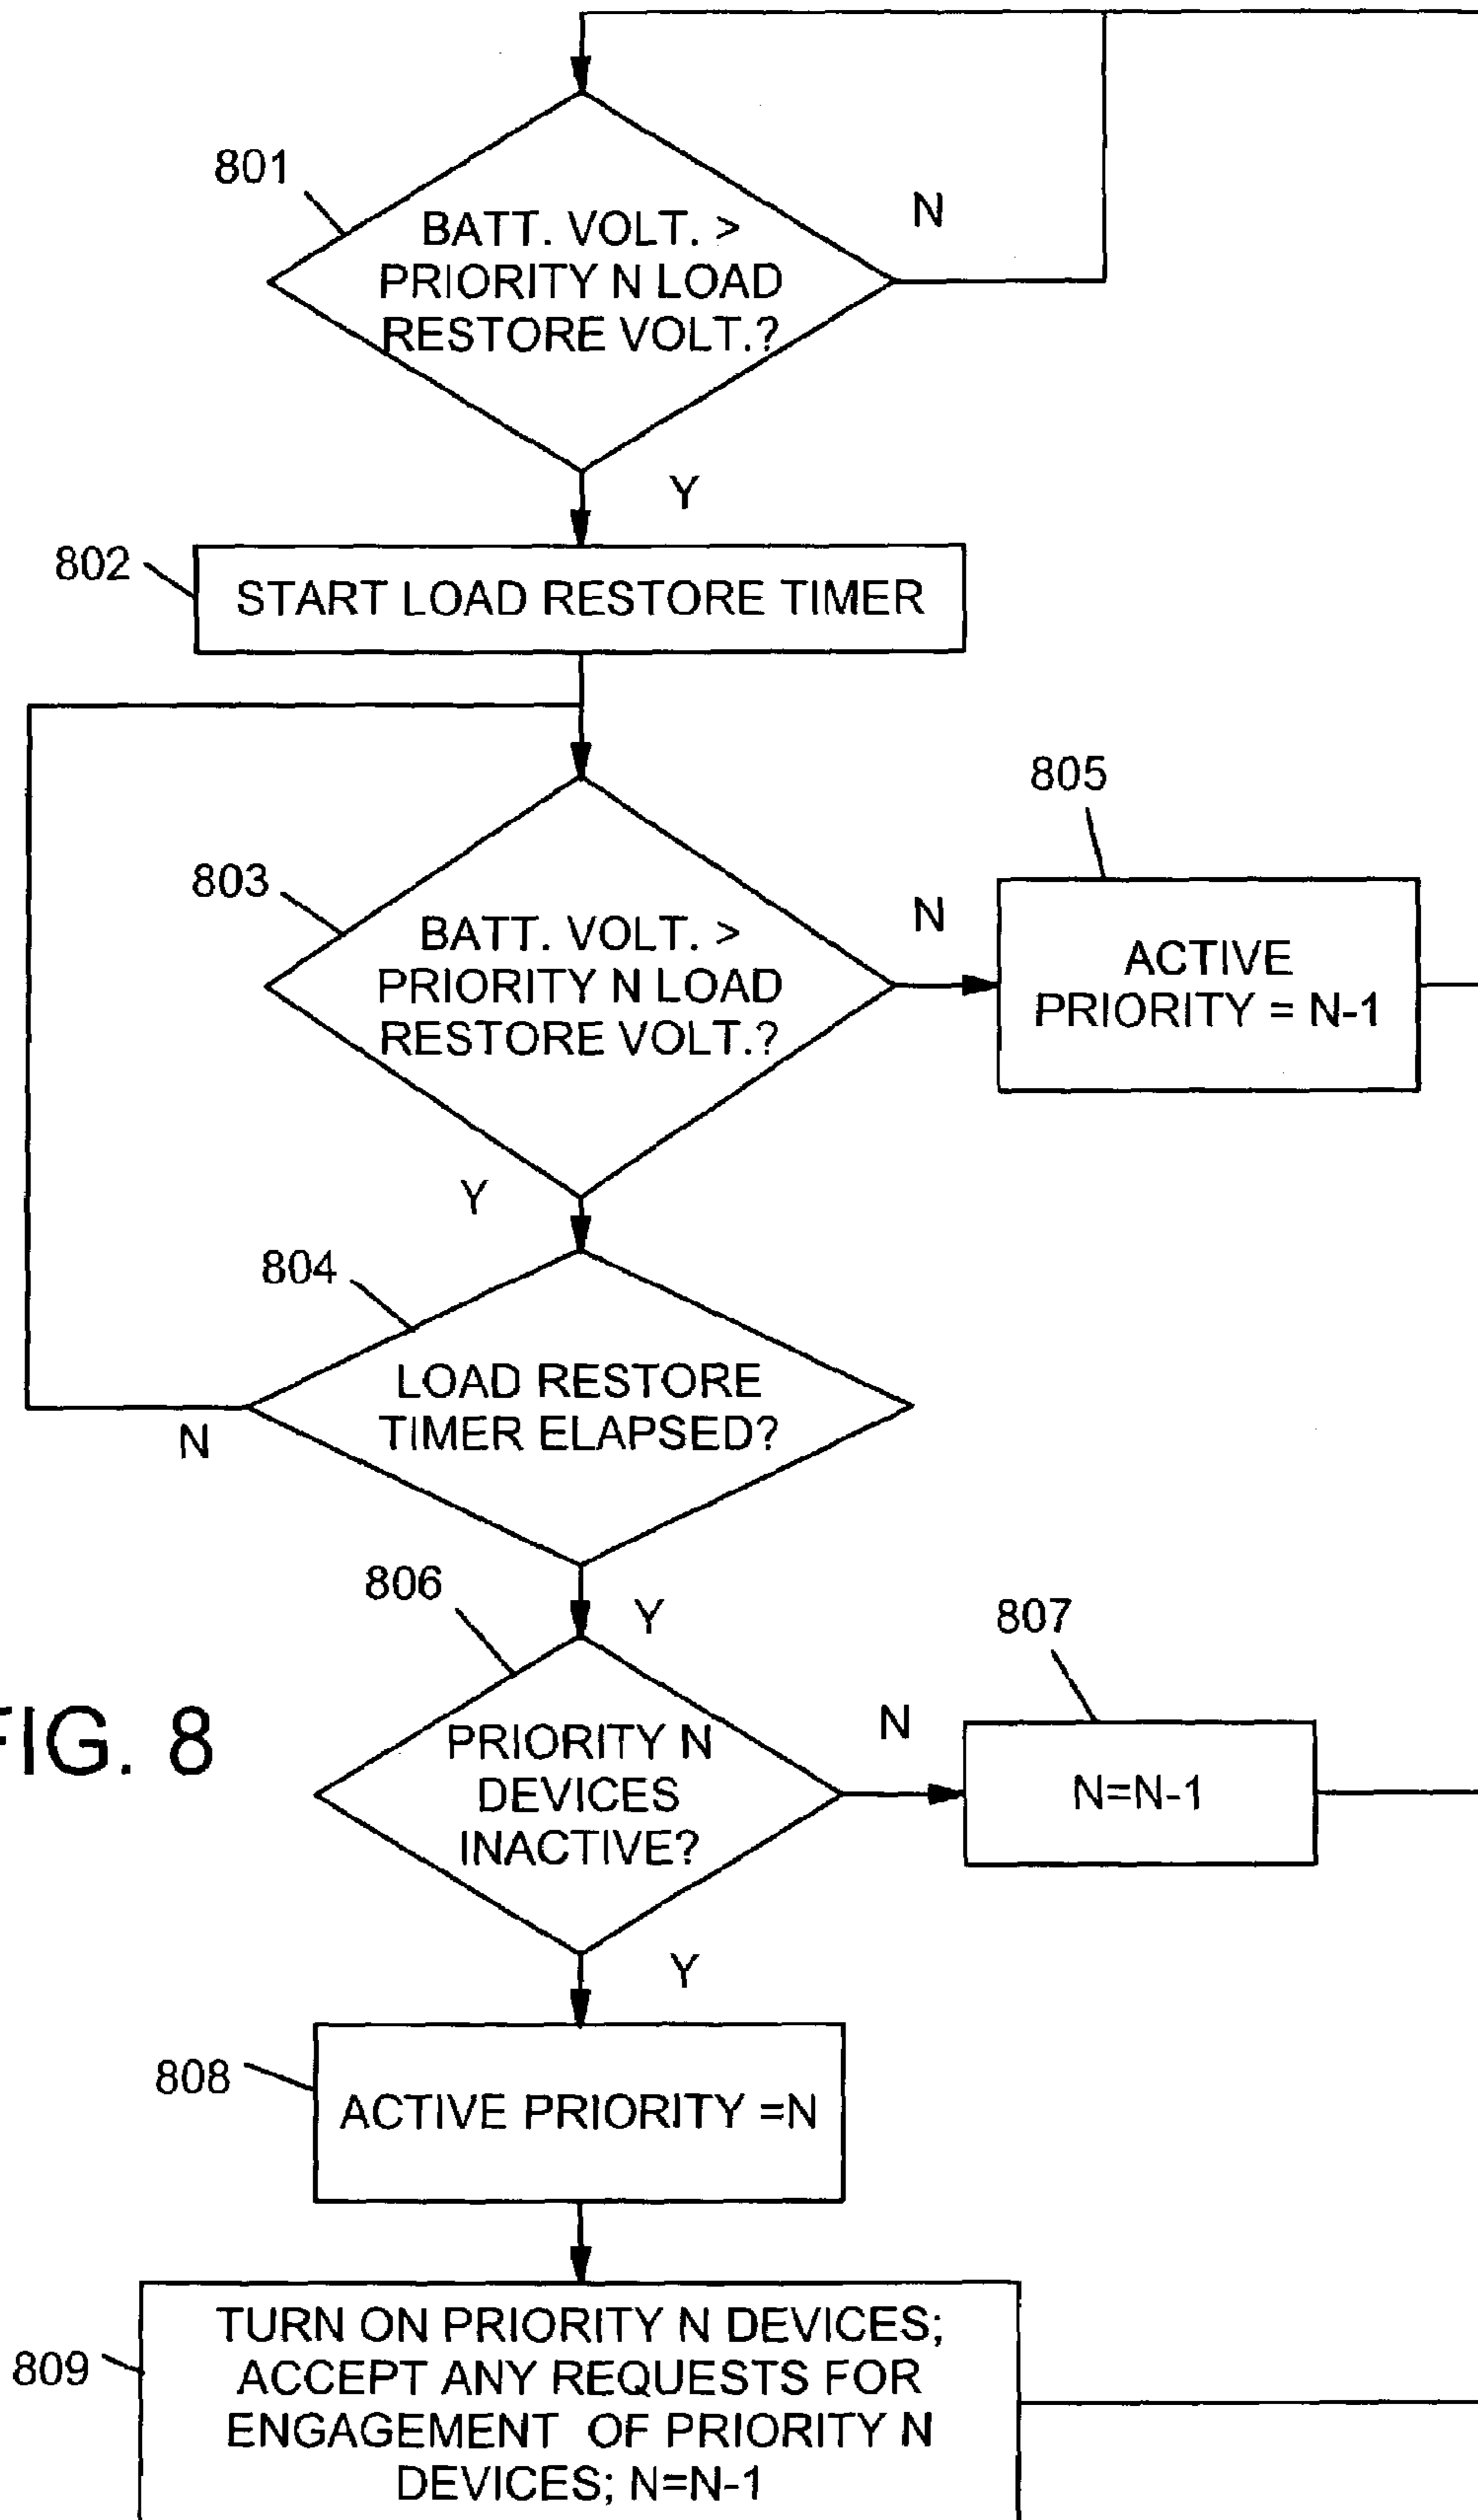 801
BATT. VOLT. >
PRIORITY N LOAD
RESTORE VOLT.?
N
Y
802
START LOAD RESTORE TIMER
803
BATT. VOLT. >
PRIORITY N LOAD
RESTORE VOLT.?
N
805
ACTIVE
PRIORITY = N-1
Y
804
LOAD RESTORE
TIMER ELAPSED?
N
Y
806
PRIORITY N
DEVICES
INACTIVE?
N
807
N=N-1
FIG. 8
Y
808
ACTIVE PRIORITY =N
809
TURN ON PRIORITY N DEVICES;
ACCEPT ANY REQUESTS FOR
ENGAGEMENT OF PRIORITY N
DEVICES; N=N-1